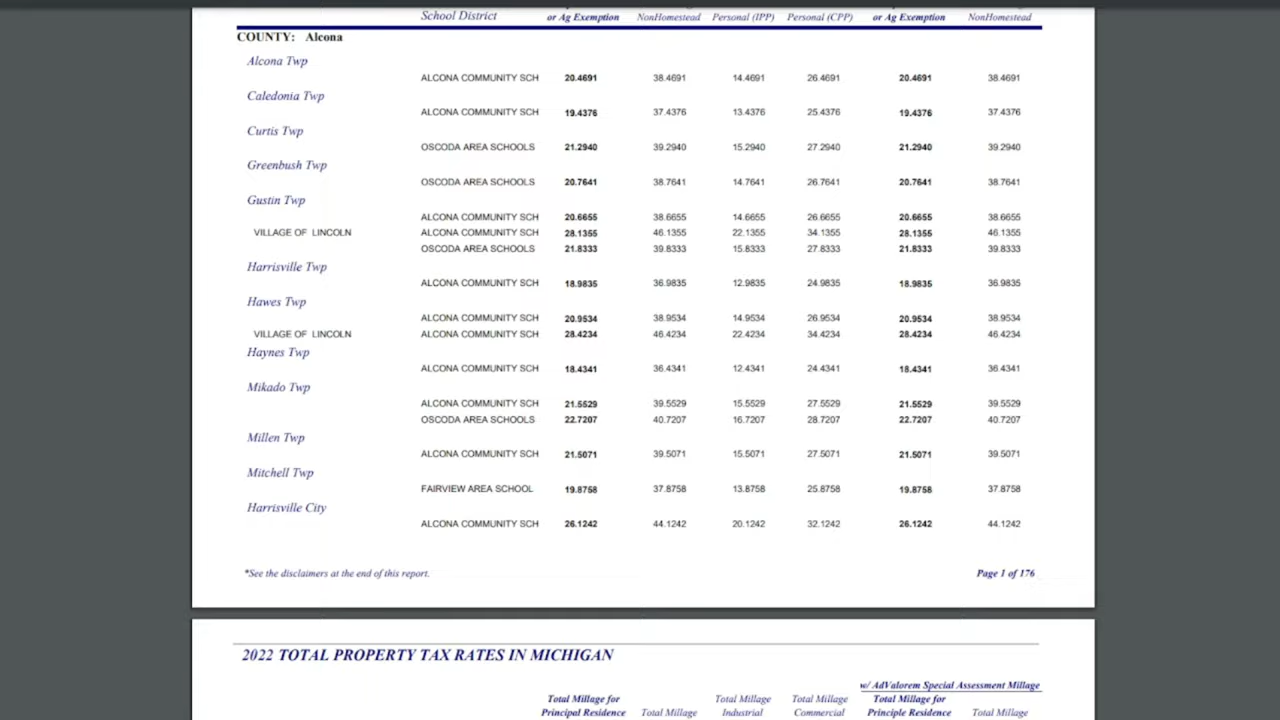 School District or Ag Exemption NonHomestead Personal (IPP) Personal (CPP) or Ag Exemption NonHomestead
COUNTY: Alcona
Alcona Twp
ALCONA COMMUNITY SCH 20.4691 38.4691 14.4691 26.4691 20.4691 38.4691
Caledonia Twp
ALCONA COMMUNITY SCH 19.4376 37.4376 13.4376 25.4376 19.4376 37.4376
Curtis Twp
OSCODA AREA SCHOOLS 21.2940 39.2940 15.2940 27.2940 21.2940 39.2940
Greenbush Twp
OSCODA AREA SCHOOLS 20.7641 38.7641 14.7641 26.7641 20.7641 38.7641
Gustin Twp
ALCONA COMMUNITY SCH 20.6655 38.6655 14.6655 26.6655 20.6655 38.6655
VILLAGE OF LINCOLN ALCONA COMMUNITY SCH 28.1355 46.1355 22.1355 34.1355 28.1355 46.1355
OSCODA AREA SCHOOLS 21.8333 39.8333 15.8333 27.8333 21.8333 39.8333
Harrisville Twp
ALCONA COMMUNITY SCH 18.9835 36.9835 12.9835 24.9835 18.9835 36.9835
Hawes Twp
ALCONA COMMUNITY SCH 20.9534 38.9534 14.9534 26.9534 20.9534 38.9534
VILLAGE OF LINCOLN ALCONA COMMUNITY SCH 28.4234 46.4234 22.4234 34.4234 28.4234 46.4234
Haynes Twp
ALCONA COMMUNITY SCH 18.4341 36.4341 12.4341 24.4341 18.4341 36.4341
Mikado Twp
ALCONA COMMUNITY SCH 21.5529 39.5529 15.5529 27.5529 21.5529 39.5529
OSCODA AREA SCHOOLS 22.7207 40.7207 16.7207 28.7207 22.7207 40.7207
Millen Twp
ALCONA COMMUNITY SCH 21.5071 39.5071 15.5071 27.5071 21.5071 39.5071
Mitchell Twp
FAIRVIEW AREA SCHOOL 19.8758 37.8758 13.8758 25.8758 19.8758 37.8758
Harrisville City
ALCONA COMMUNITY SCH 26.1242 44.1242 20.1242 32.1242 26.1242 44.1242
*See the disclaimers at the end of this report. Page 1 of 176
2022 TOTAL PROPERTY TAX RATES IN MICHIGAN
w/ AdValorem Special Assessment Millage
Total Millage for Total Millage Total Millage Total Millage for
Principal Residence Total Millage Industrial Commercial Principle Residence Total Millage